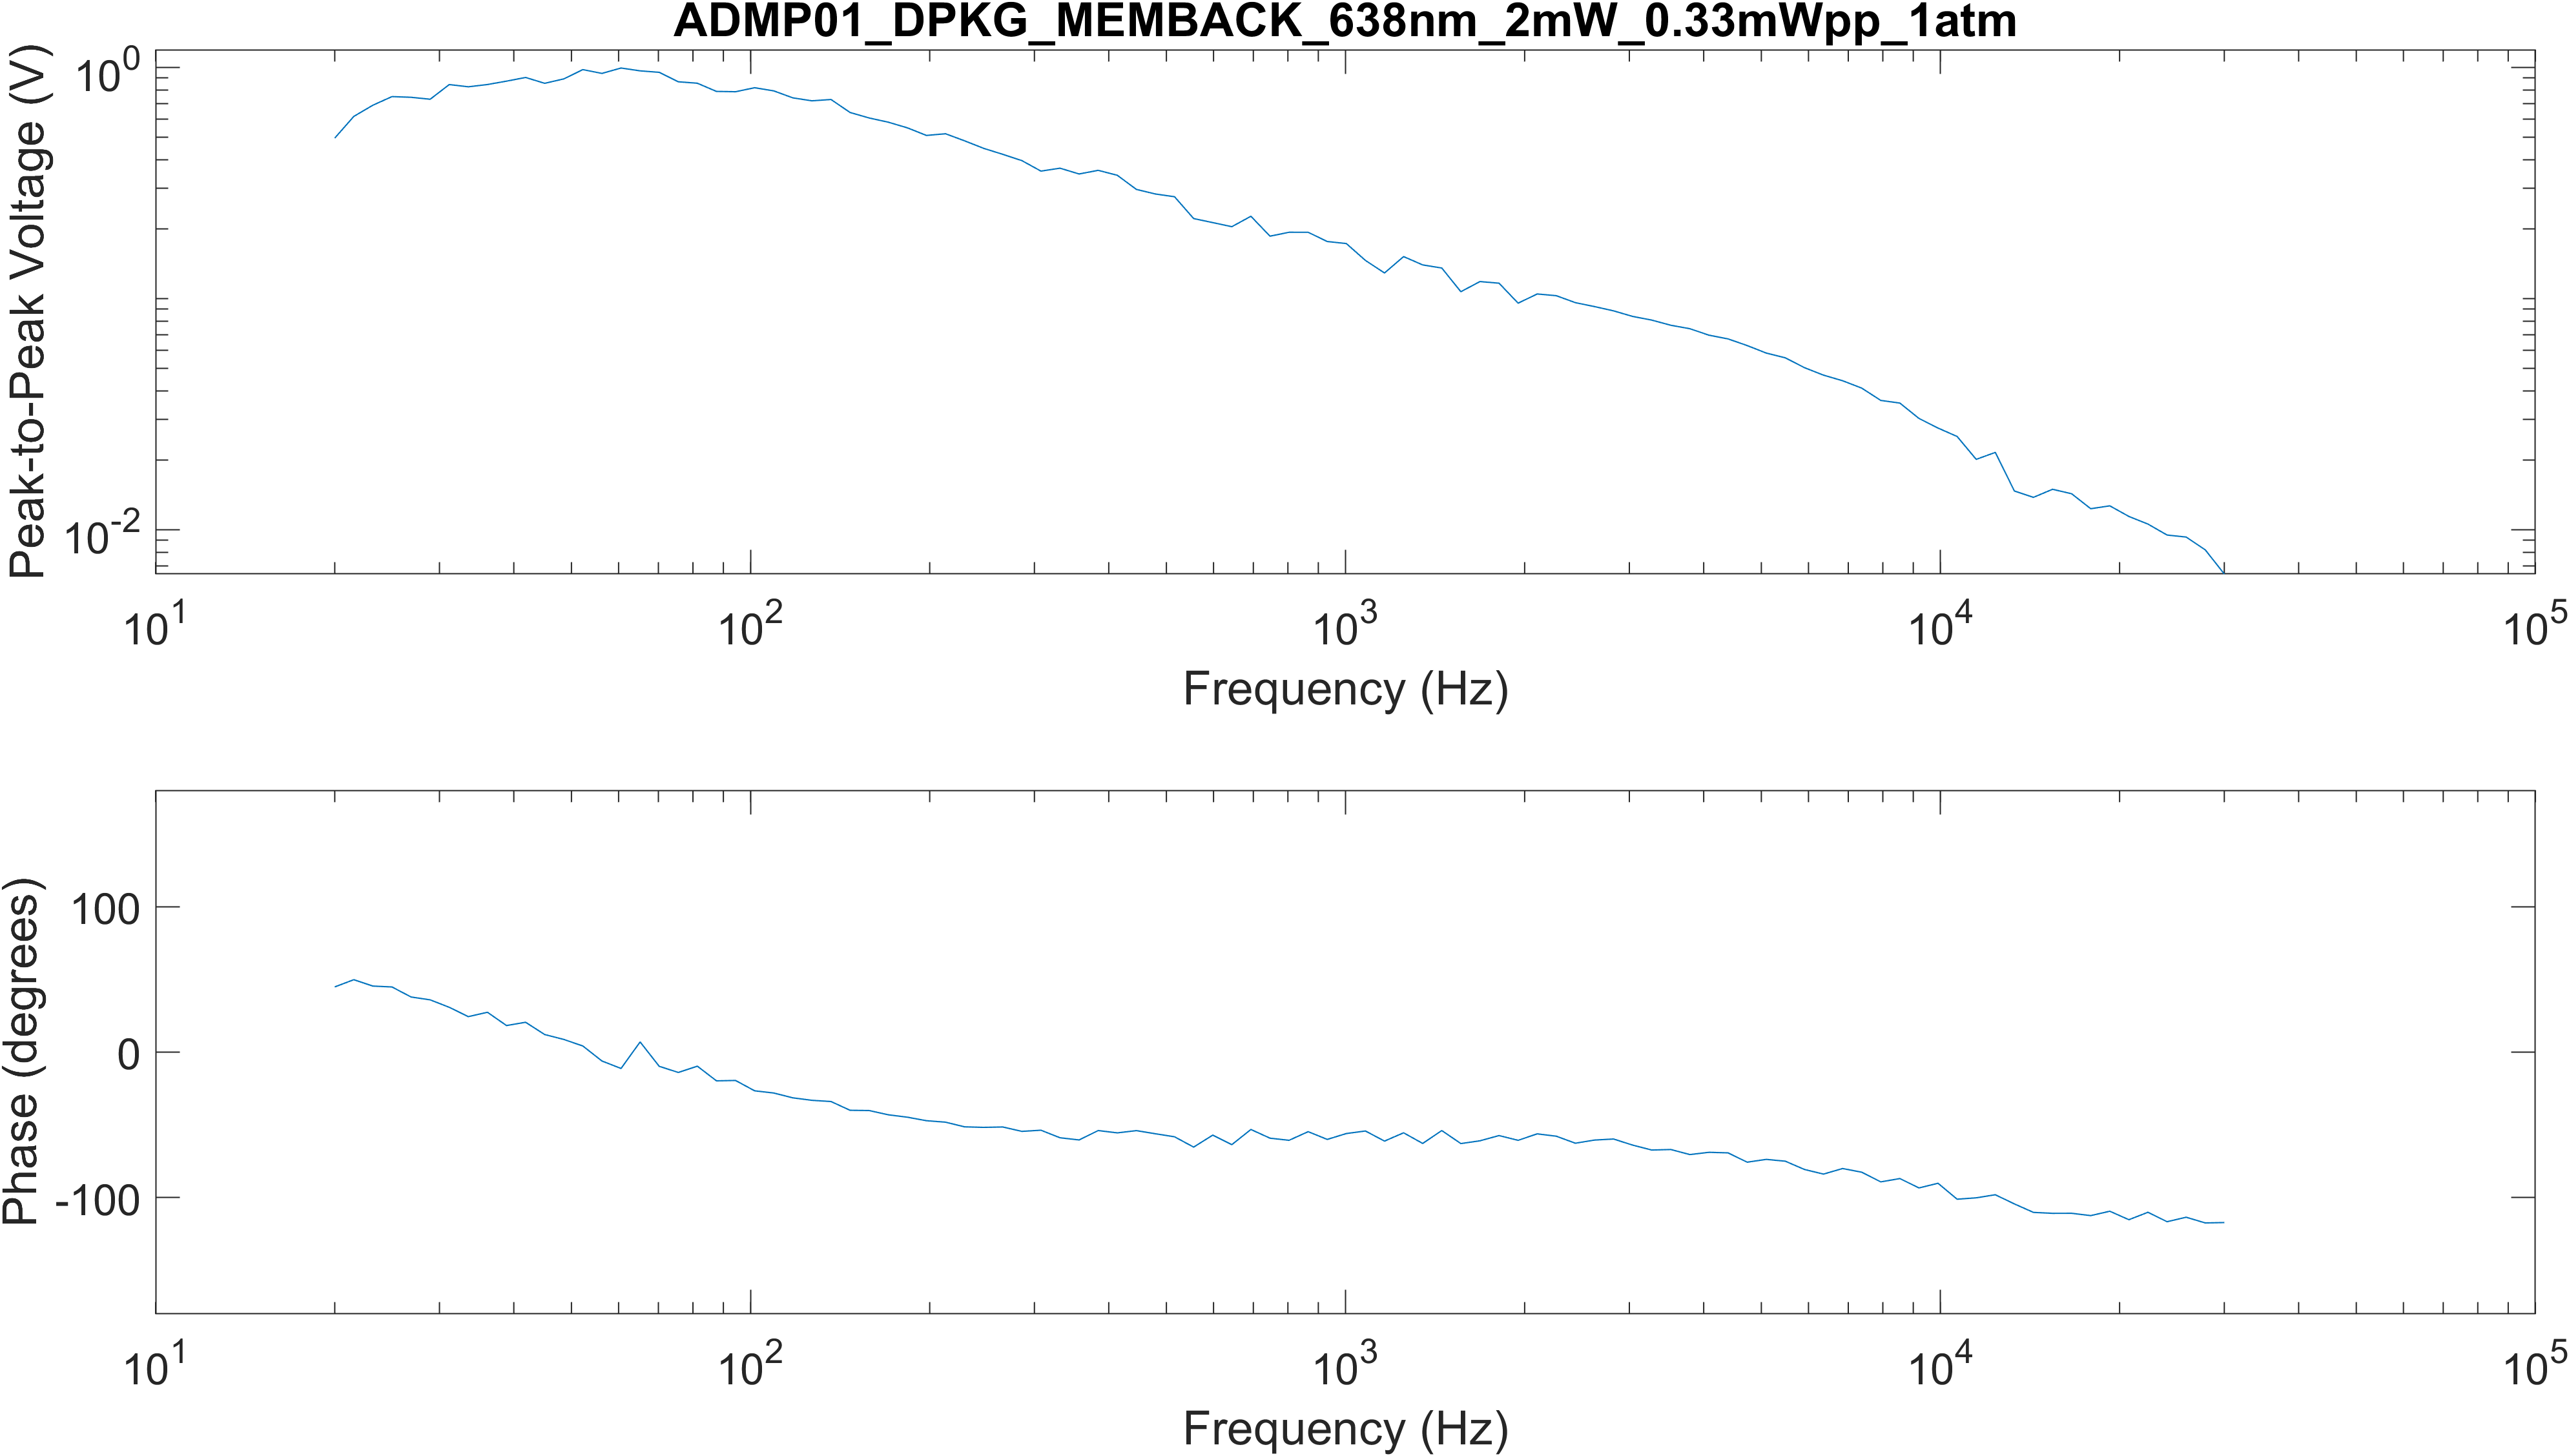 ADMP01_DPKG_MEMBACK_638nm_2mW_0.33mWpp_1atm
Peak-to-Peak Voltage (V)
10^0
10^-2
10^1 10^2 10^3 10^4 10^5
Frequency (Hz)
Phase (degrees)
100
0
-100
10^1 10^2 10^3 10^4 10^5
Frequency (Hz)